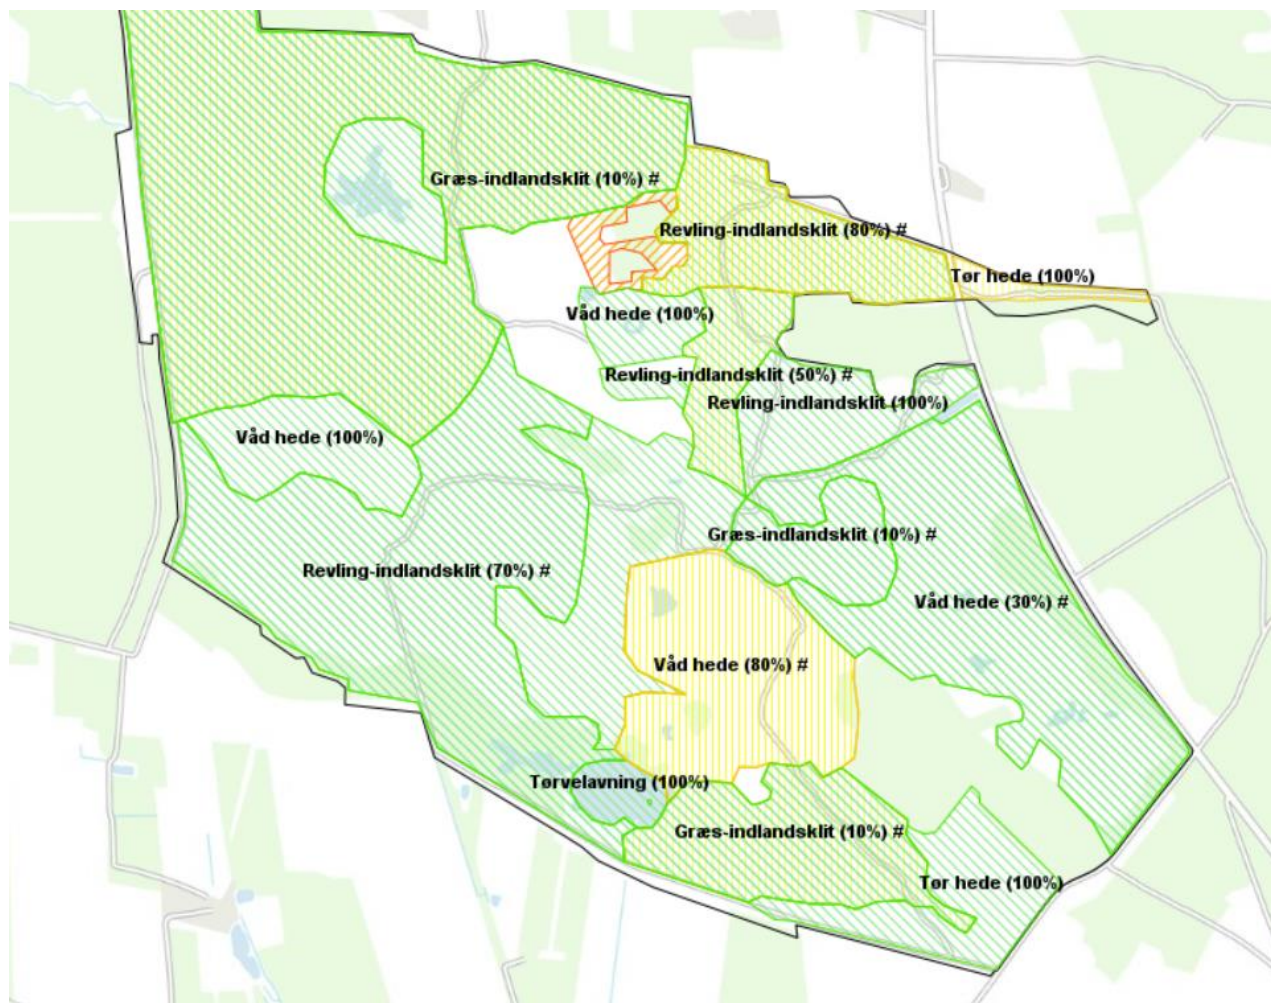 Græs-indlandsklit (10%) #
Revling-indlandsklit (80%) #
Tør hede (100%)
Våd hede (100%)
Revling-indlandsklit (50%) #
Revling-indlandsklit (100%)
Våd hede (100%)
Græs-indlandsklit (10%) #
Revling-indlandsklit (70%) #
Våd hede (30%) #
Våd hede (80%) #
Tørvelavning (100%)
Græs-indlandsklit (10%) #
Tør hede (100%)